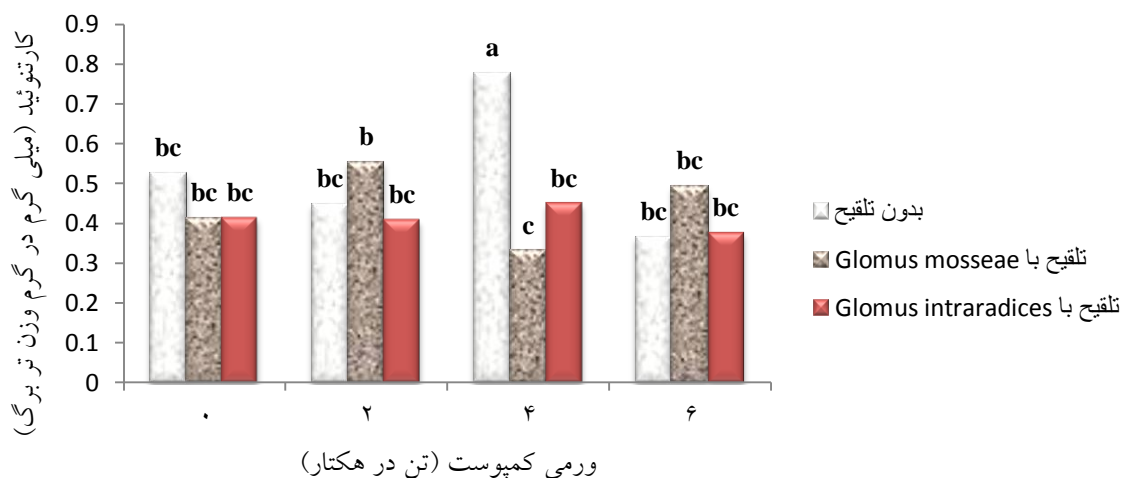 کارتنوئید (میلی گرم در گرم وزن تر برگ)
0.9
0.8
0.7
0.6
0.5
0.4
0.3
0.2
0.1
0
bc bc bc
bc b bc
a c bc
bc bc bc
۰ ۲ ۴ ۶
ورمی کمپوست (تن در هکتار)
بدون تلقیح
تلقیح با Glomus mosseae
تلقیح با Glomus intraradices